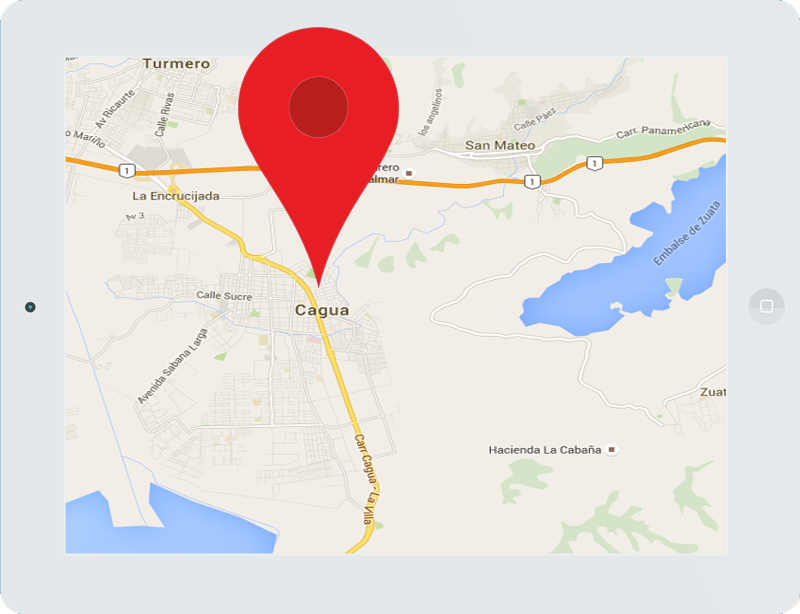 Turmero
Av Ricaurte
Calle Rivas
o Mariño
los angelinos
Calle Páez
San Mateo
Carr. Panamericana
1
1
1
rero
almar
La Encrucijada
Av 3
Embalse de Zuata
Calle Sucre
Cagua
Avenida Sabana Larga
Zuat
Carr Cagua - La Villa
Hacienda La Cabaña